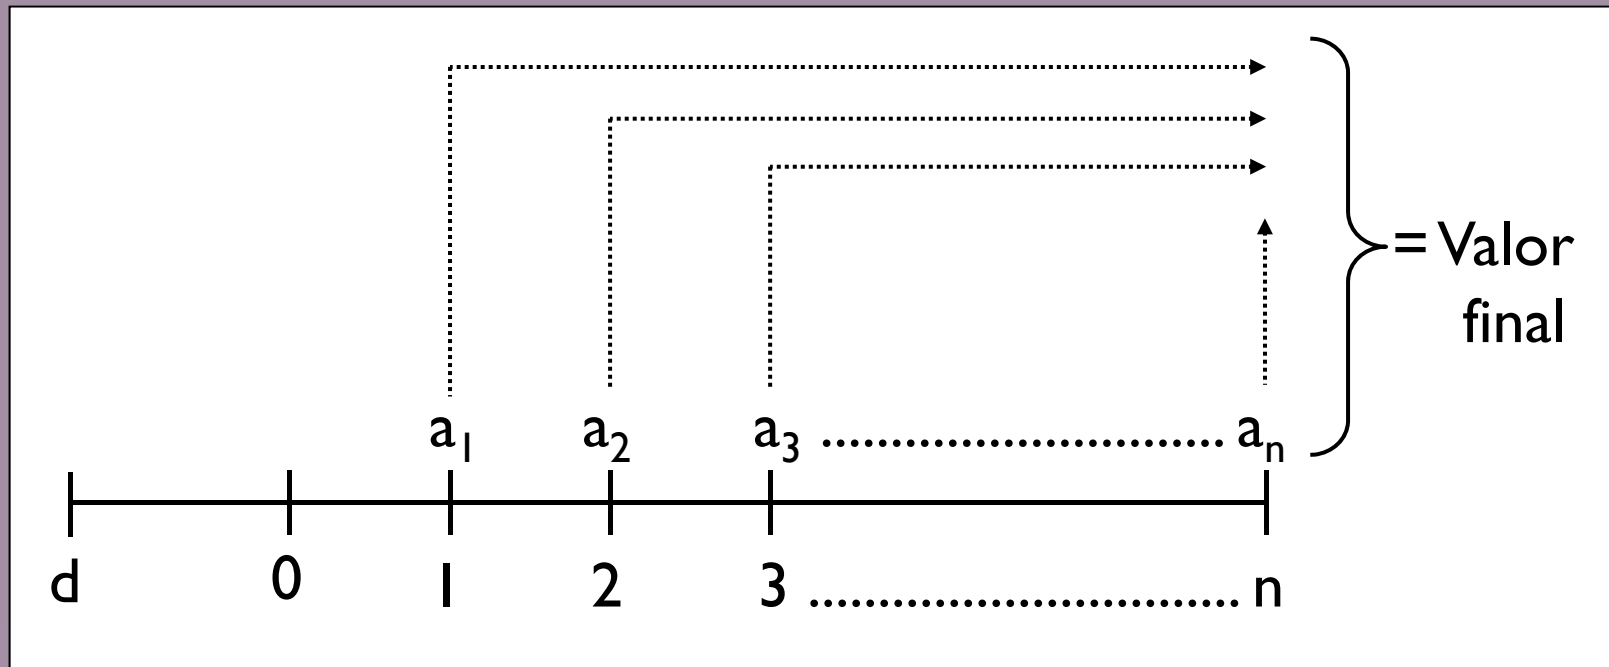 = Valor
final
a₁ a₂ a₃ ............................. an
d 0 1 2 3 ............................... n